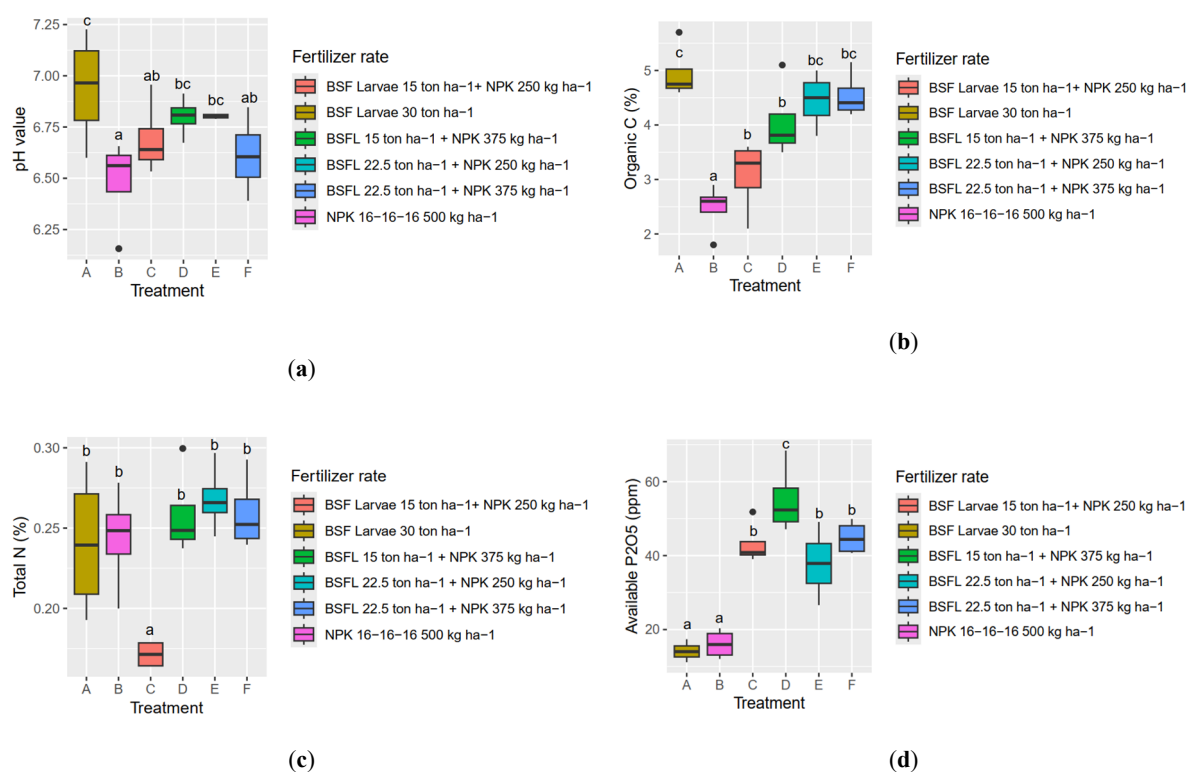 7.25
7.00
6.75
6.50
6.25
pH value
c
a
ab
bc
bc
ab
A B C D E F
Treatment
Fertilizer rate
BSF Larvae 15 ton ha−1+ NPK 250 kg ha−1
BSF Larvae 30 ton ha−1
BSFL 15 ton ha−1 + NPK 375 kg ha−1
BSFL 22.5 ton ha−1 + NPK 250 kg ha−1
BSFL 22.5 ton ha−1 + NPK 375 kg ha−1
NPK 16−16−16 500 kg ha−1
(a)
5
4
3
2
Organic C (%)
c
a
b
b
bc
bc
A B C D E F
Treatment
Fertilizer rate
BSF Larvae 15 ton ha−1+ NPK 250 kg ha−1
BSF Larvae 30 ton ha−1
BSFL 15 ton ha−1 + NPK 375 kg ha−1
BSFL 22.5 ton ha−1 + NPK 250 kg ha−1
BSFL 22.5 ton ha−1 + NPK 375 kg ha−1
NPK 16−16−16 500 kg ha−1
(b)
0.30
0.25
0.20
Total N (%)
b
b
a
b
b
b
A B C D E F
Treatment
Fertilizer rate
BSF Larvae 15 ton ha−1+ NPK 250 kg ha−1
BSF Larvae 30 ton ha−1
BSFL 15 ton ha−1 + NPK 375 kg ha−1
BSFL 22.5 ton ha−1 + NPK 250 kg ha−1
BSFL 22.5 ton ha−1 + NPK 375 kg ha−1
NPK 16−16−16 500 kg ha−1
(c)
60
40
20
Available P2O5 (ppm)
a
a
b
c
b
b
A B C D E F
Treatment
Fertilizer rate
BSF Larvae 15 ton ha−1+ NPK 250 kg ha−1
BSF Larvae 30 ton ha−1
BSFL 15 ton ha−1 + NPK 375 kg ha−1
BSFL 22.5 ton ha−1 + NPK 250 kg ha−1
BSFL 22.5 ton ha−1 + NPK 375 kg ha−1
NPK 16−16−16 500 kg ha−1
(d)